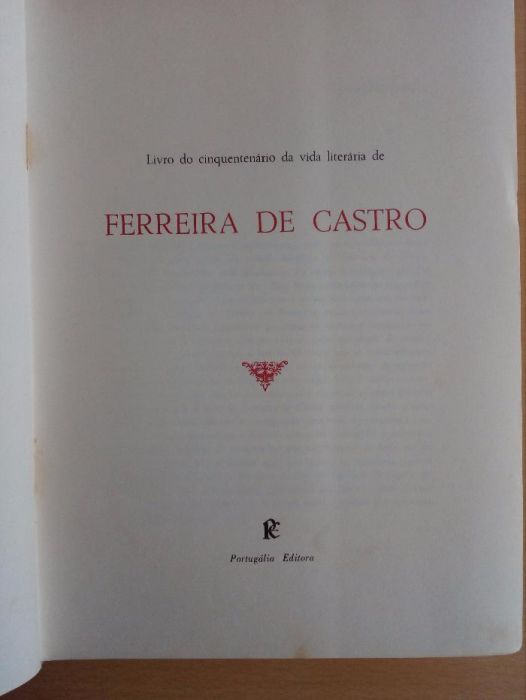 Livro do cinquentenário da vida literária de
FERREIRA DE CASTRO
Portugália Editora